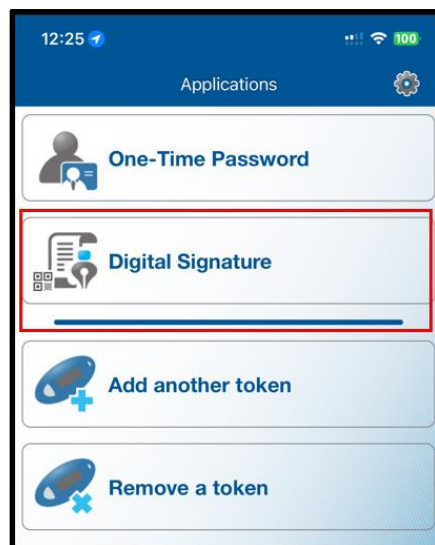 12:25
100
Applications
One-Time Password
Digital Signature
Add another token
Remove a token